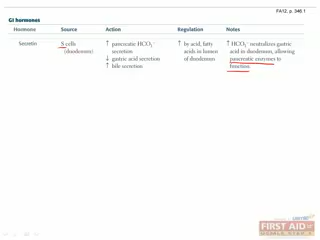 FA12, p. 346.1
GI hormones
Hormone Source Action Regulation Notes
Secretin S cells ↑ pancreatic HCO3- ↑ by acid, fatty ↑ HCO3- neutralizes gastric
(duodenum) secretion acids in lumen acid in duodenum, allowing
↓ gastric acid secretion of duodenum pancreatic enzymes to
↑ bile secretion function
FIRST AID